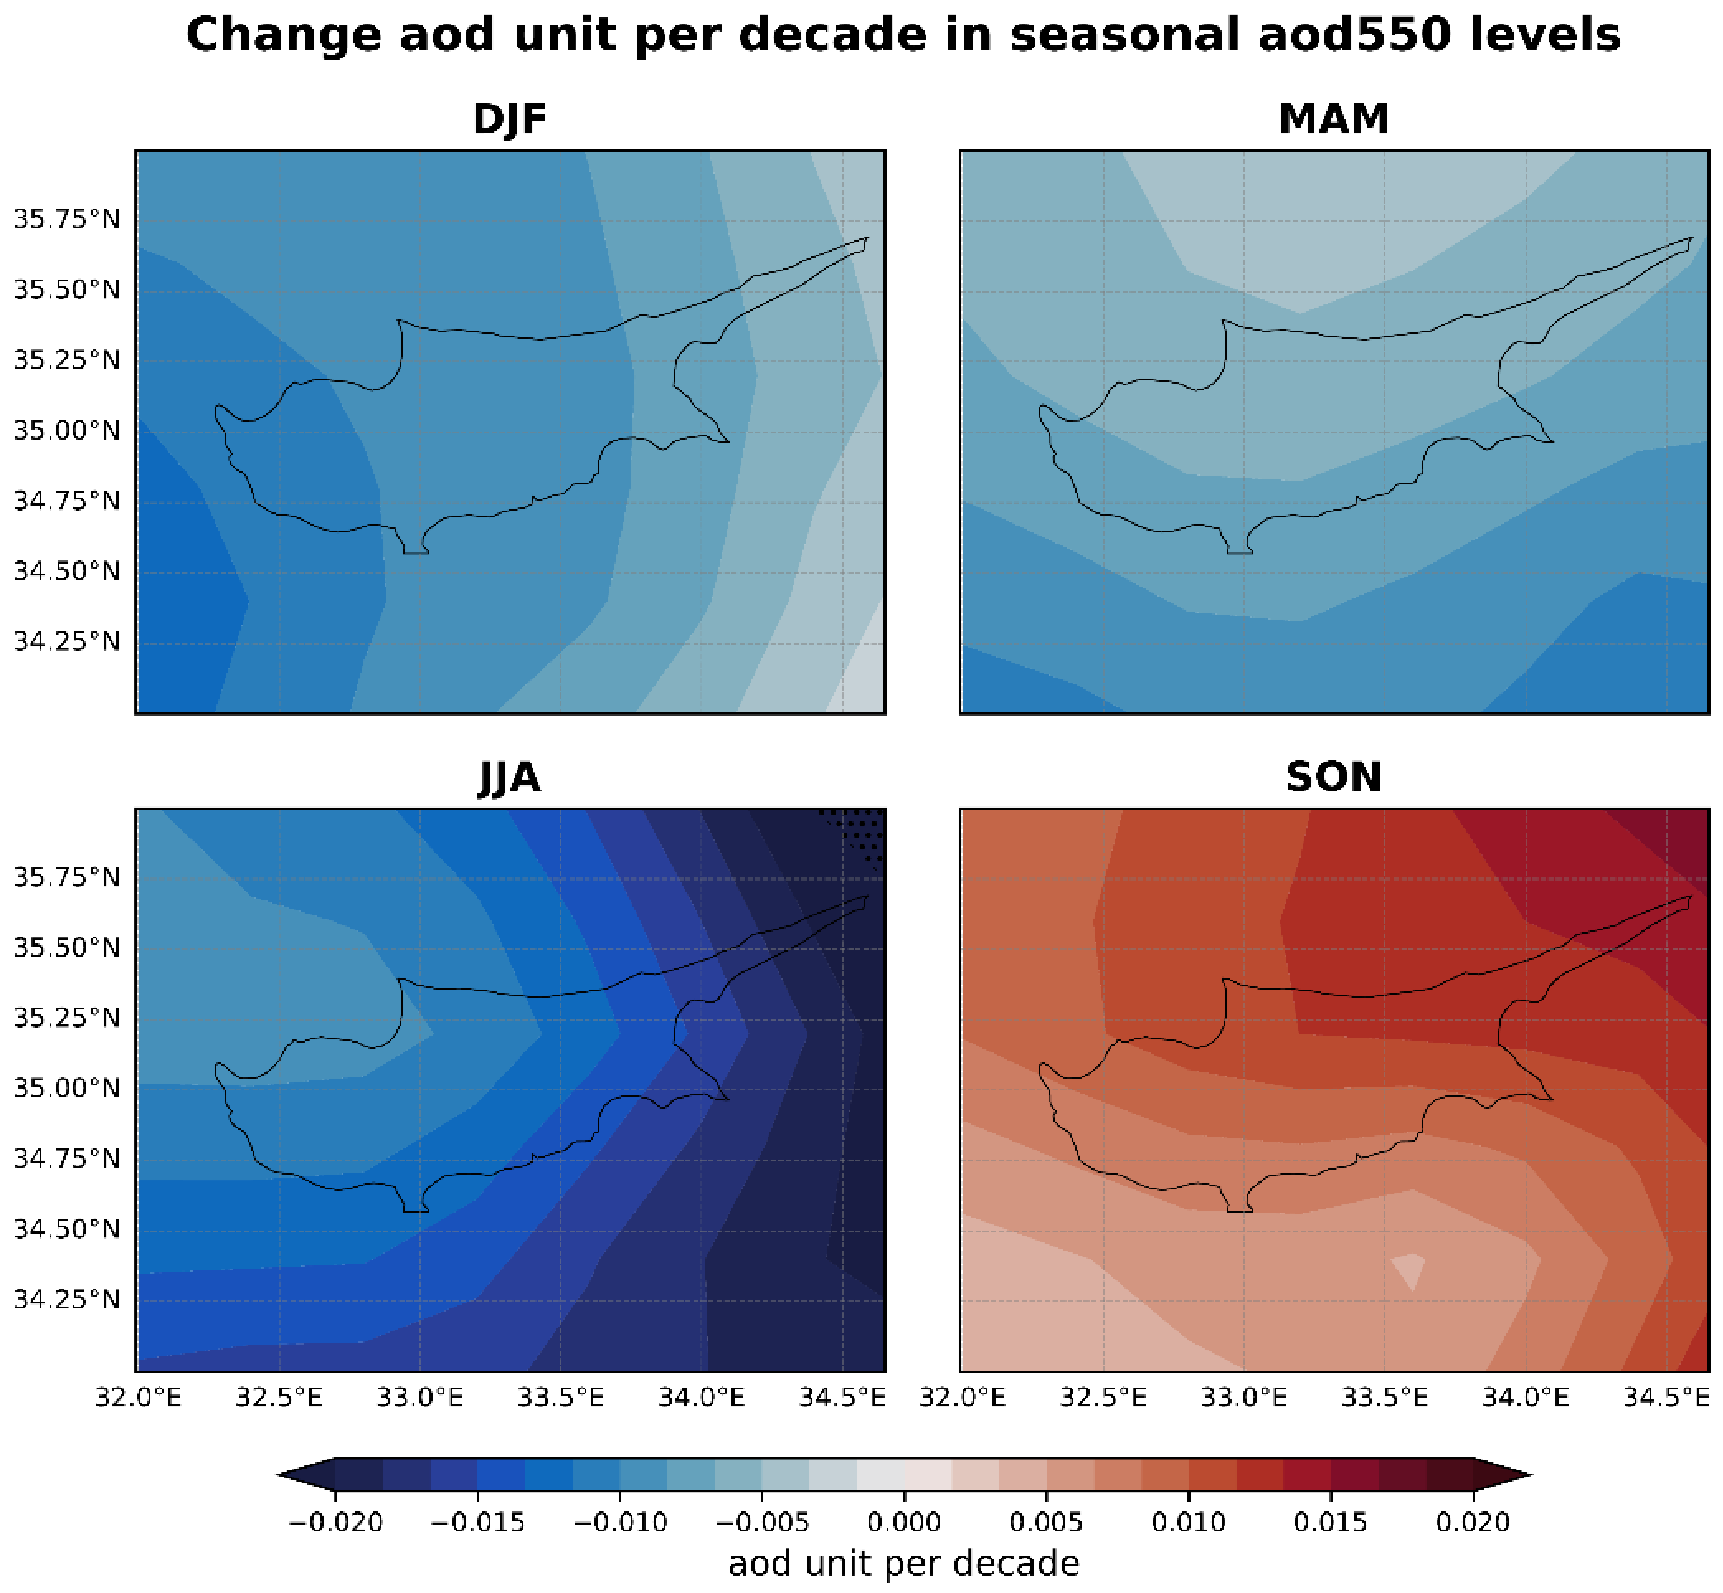 Change aod unit per decade in seasonal aod550 levels
DJF
MAM
35.75°N
35.50°N
35.25°N
35.00°N
34.75°N
34.50°N
34.25°N
JJA
SON
35.75°N
35.50°N
35.25°N
35.00°N
34.75°N
34.50°N
34.25°N
32.0°E 32.5°E 33.0°E 33.5°E 34.0°E 34.5°E 32.0°E 32.5°E 33.0°E 33.5°E 34.0°E 34.5°E
−0.020 −0.015 −0.010 −0.005 0.000 0.005 0.010 0.015 0.020
aod unit per decade